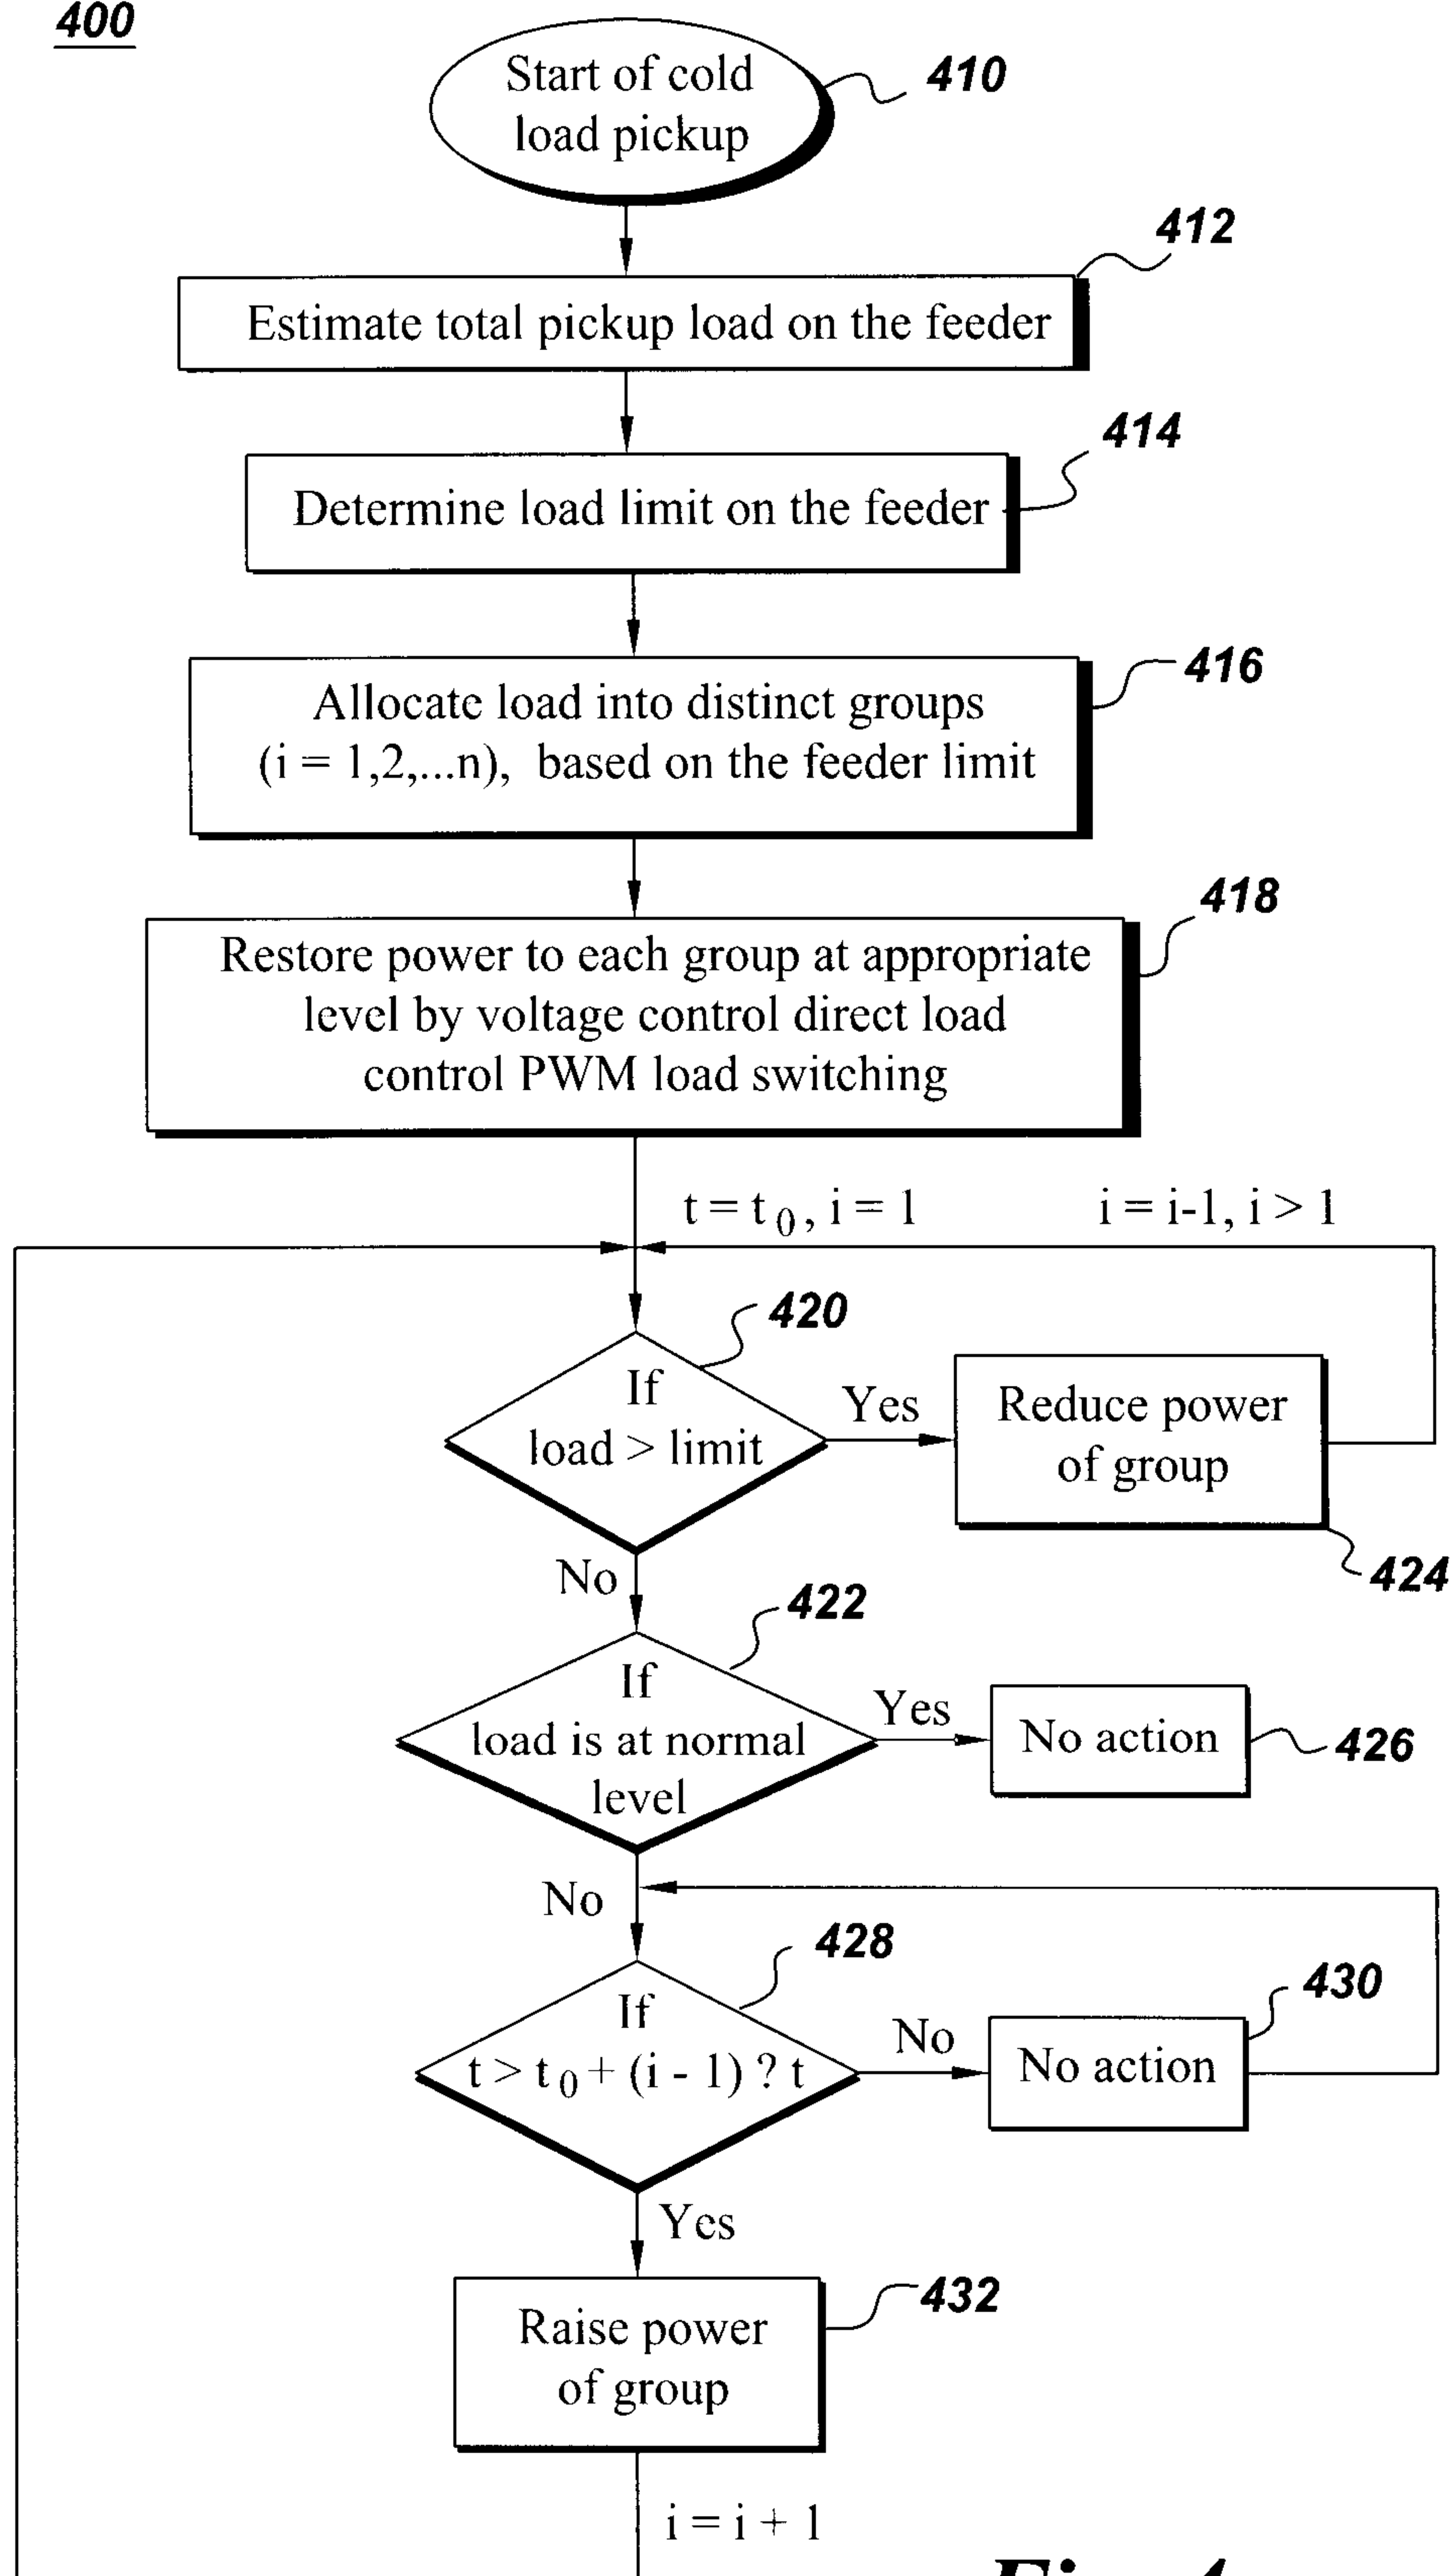 400
Start of cold
load pickup
410
412
Estimate total pickup load on the feeder
414
Determine load limit on the feeder
416
Allocate load into distinct groups
(i = 1,2,...n), based on the feeder limit
418
Restore power to each group at appropriate
level by voltage control direct load
control PWM load switching
t = t0, i = 1
i = i-1, i > 1
420
If
load > limit
Yes
Reduce power
of group
424
No
422
If
load is at normal
level
Yes
No action
426
No
428
If
t > t0 + (i - 1) ? t
No
430
No action
Yes
432
Raise power
of group
i = i + 1